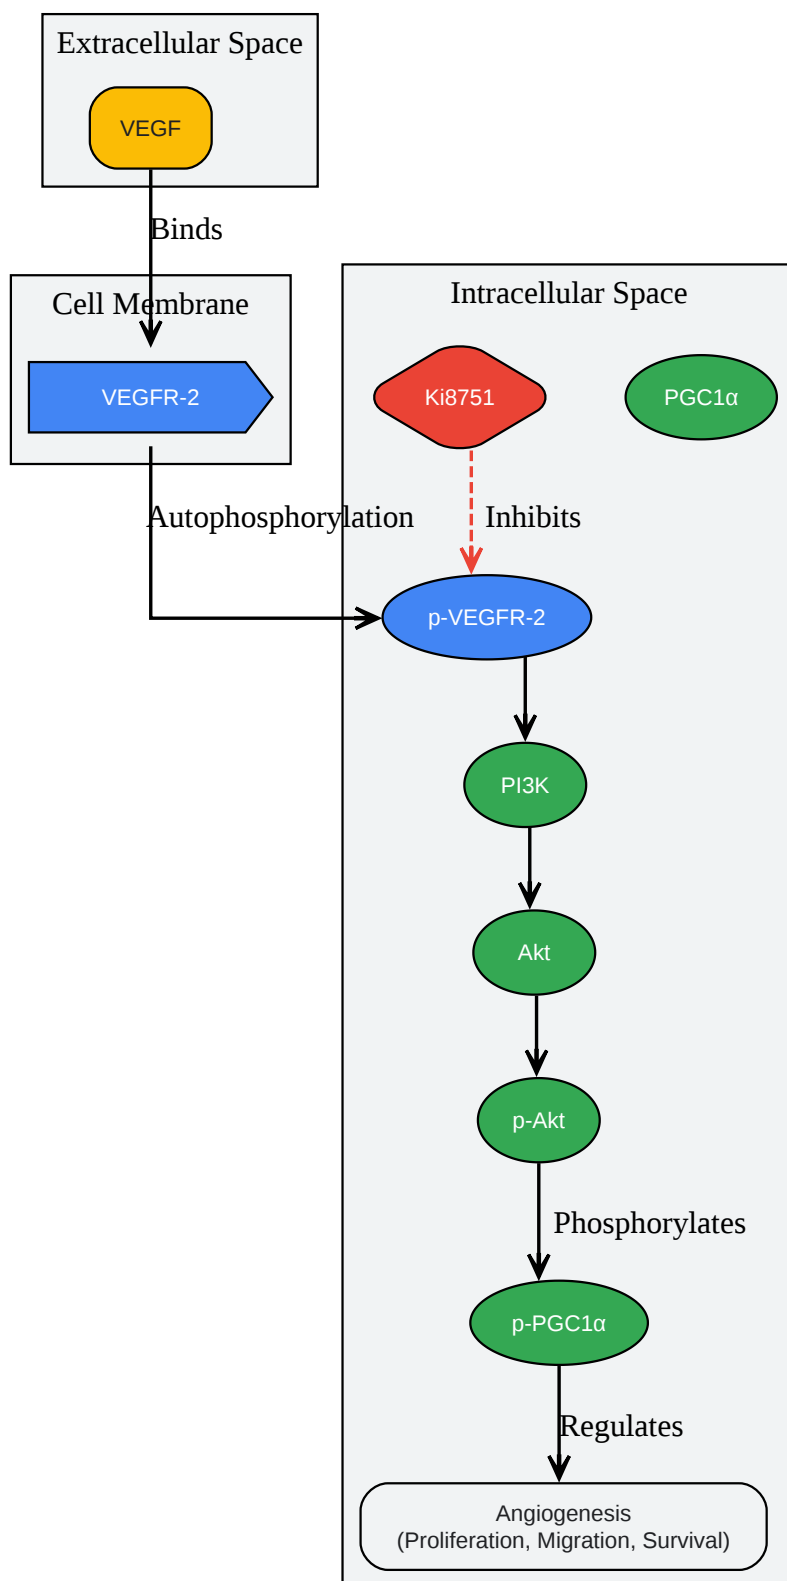 Extracellular Space
VEGF
Binds
Cell Membrane
VEGFR-2
Intracellular Space
Ki8751
PGC1α
Autophosphorylation
Inhibits
p-VEGFR-2
PI3K
Akt
p-Akt
Phosphorylates
p-PGC1α
Regulates
Angiogenesis
(Proliferation, Migration, Survival)